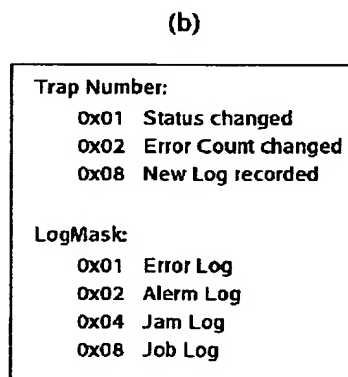 (b)
Trap Number:
0x01 Status changed
0x02 Error Count changed
0x08 New Log recorded
LogMask:
0x01 Error Log
0x02 Alerm Log
0x04 Jam Log
0x08 Job Log